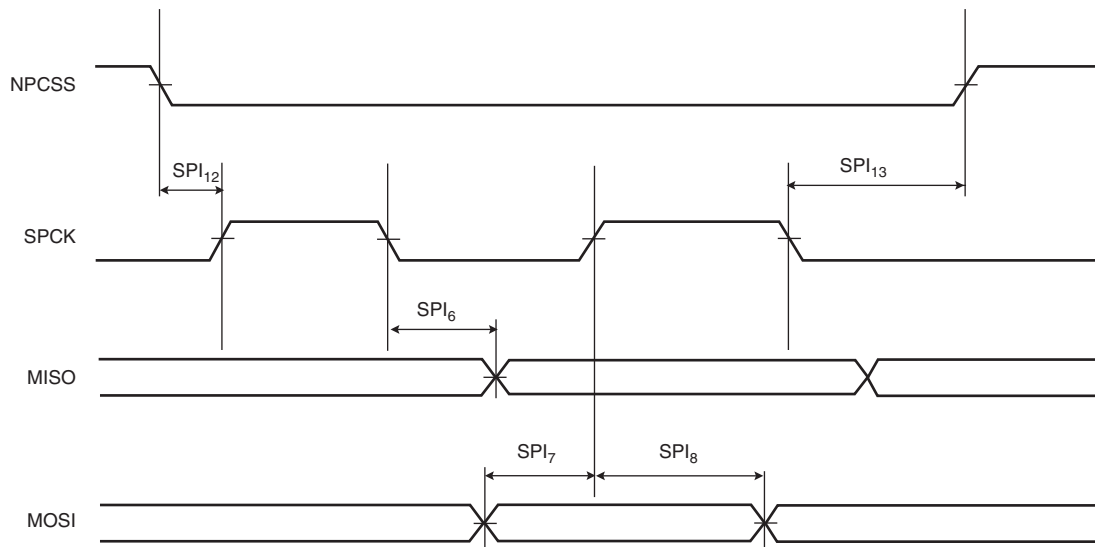 NPCSS
SPI₁₂
SPI₁₃
SPCK
SPI₆
MISO
SPI₇
SPI₈
MOSI